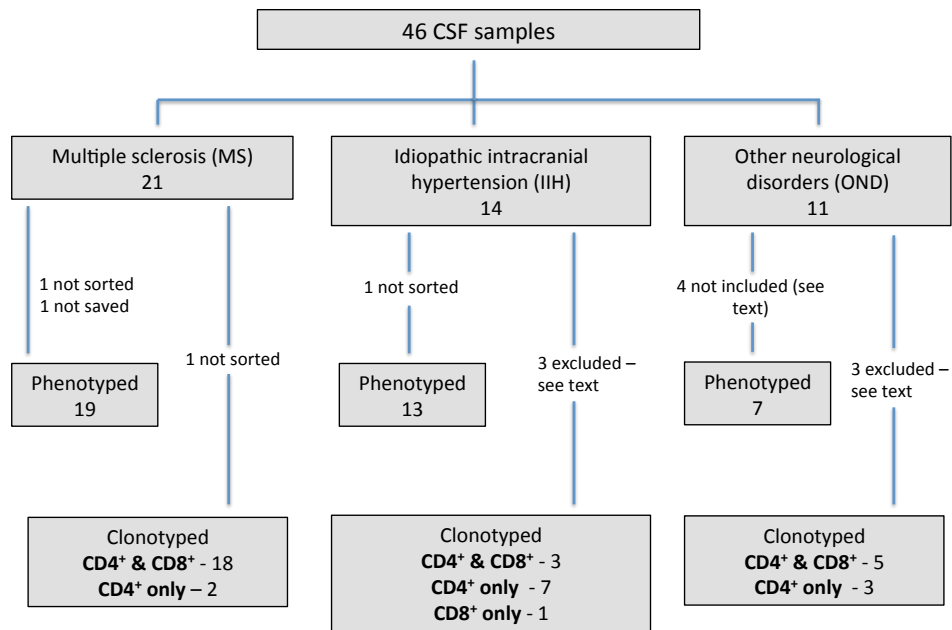 46 CSF samples
Multiple sclerosis (MS)
21
Idiopathic intracranial
hypertension (IIH)
14
Other neurological
disorders (OND)
11
1 not sorted
1 not saved
1 not sorted
1 not sorted
3 excluded –
see text
4 not included (see
text)
3 excluded –
see text
Phenotyped
19
Phenotyped
13
Phenotyped
7
Clonotyped
CD4⁺ & CD8⁺ - 18
CD4⁺ only – 2
Clonotyped
CD4⁺ & CD8⁺ - 3
CD4⁺ only - 7
CD8⁺ only - 1
Clonotyped
CD4⁺ & CD8⁺ - 5
CD4⁺ only - 3